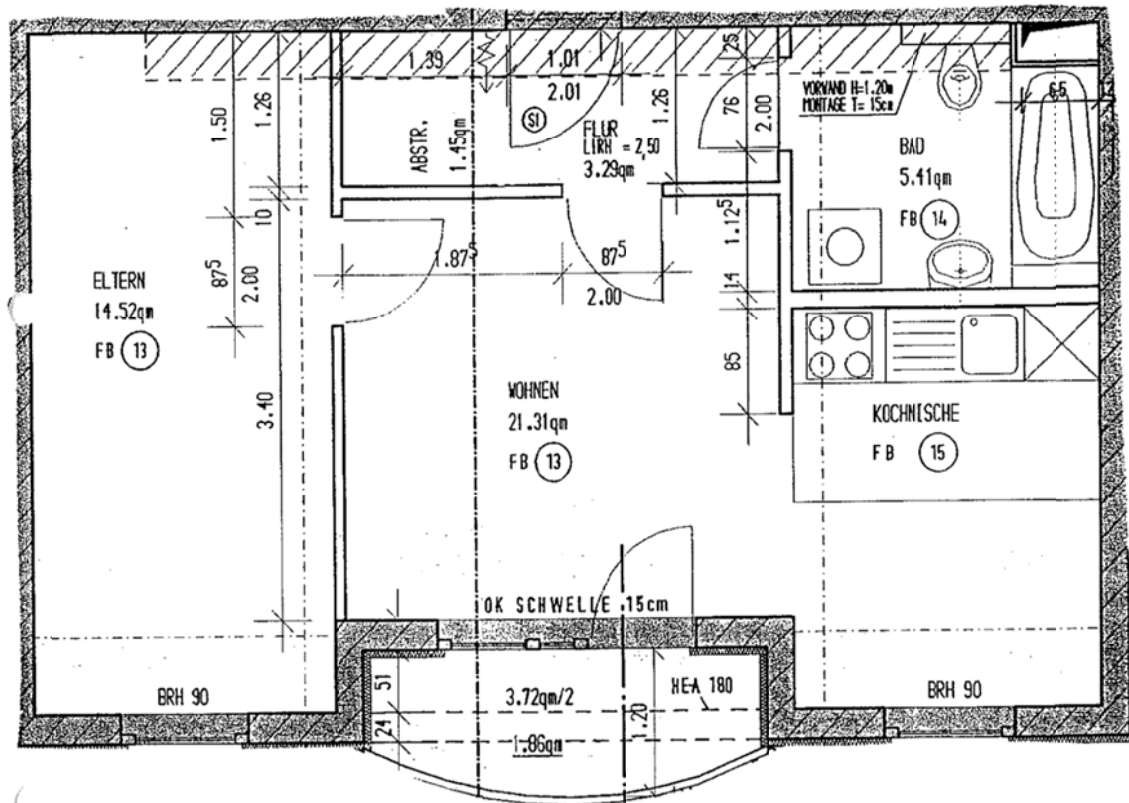 1.39
1.01
2.01
25
65
12
VORWAND H=1.20m
MONTAGE T= 15cm
1.50
1.26
ABSTR.
1.45qm
S1
FLUR
LIRH = 2,50
3.29qm
1.26
76
2.00
BAD
5.41qm
FB 14
10
87⁵
2.00
1.87⁵
87⁵
2.00
1.12⁵
14
ELTERN
14.52qm
FB 13
3.40
85
WOHNEN
21.31qm
FB 13
KOCHNISCHE
FB 15
OK SCHWELLE .15cm
BRH 90
51
24
3.72qm/2
1.86qm
1.20
HEA 180
BRH 90